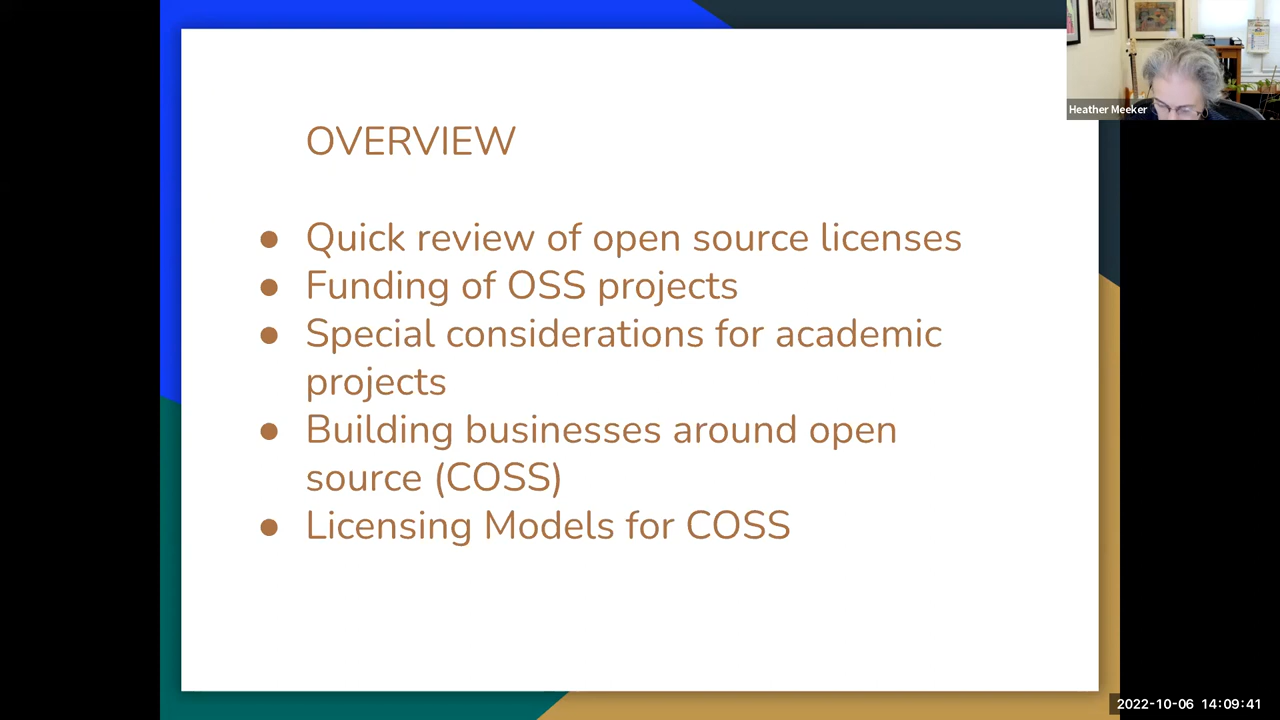 Heather Meeker
OVERVIEW
● Quick review of open source licenses
● Funding of OSS projects
● Special considerations for academic
projects
● Building businesses around open
source (COSS)
● Licensing Models for COSS
2022-10-06 14:09:41